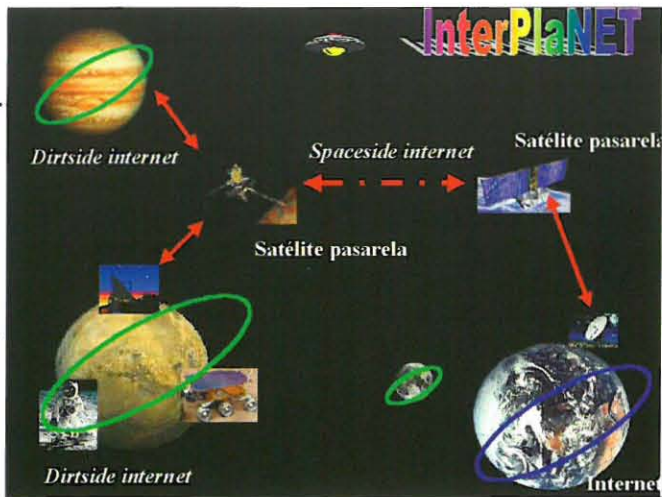 InterPlaNET
Satélite pasarela
Dirtside internet
Spaceside internet
Satélite pasarela
Dirtside internet
Internet